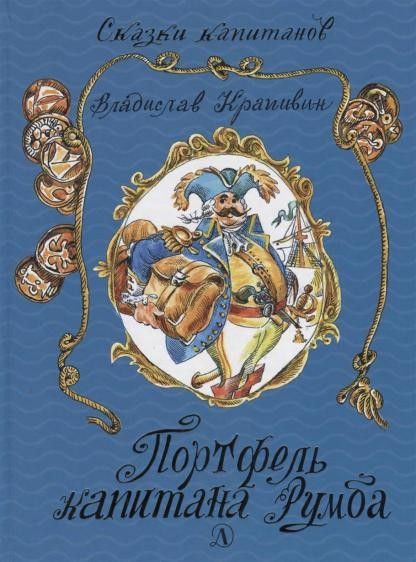 Сказки капитанов
Владислав Крапивин
Портфель
капитана Румба
Д